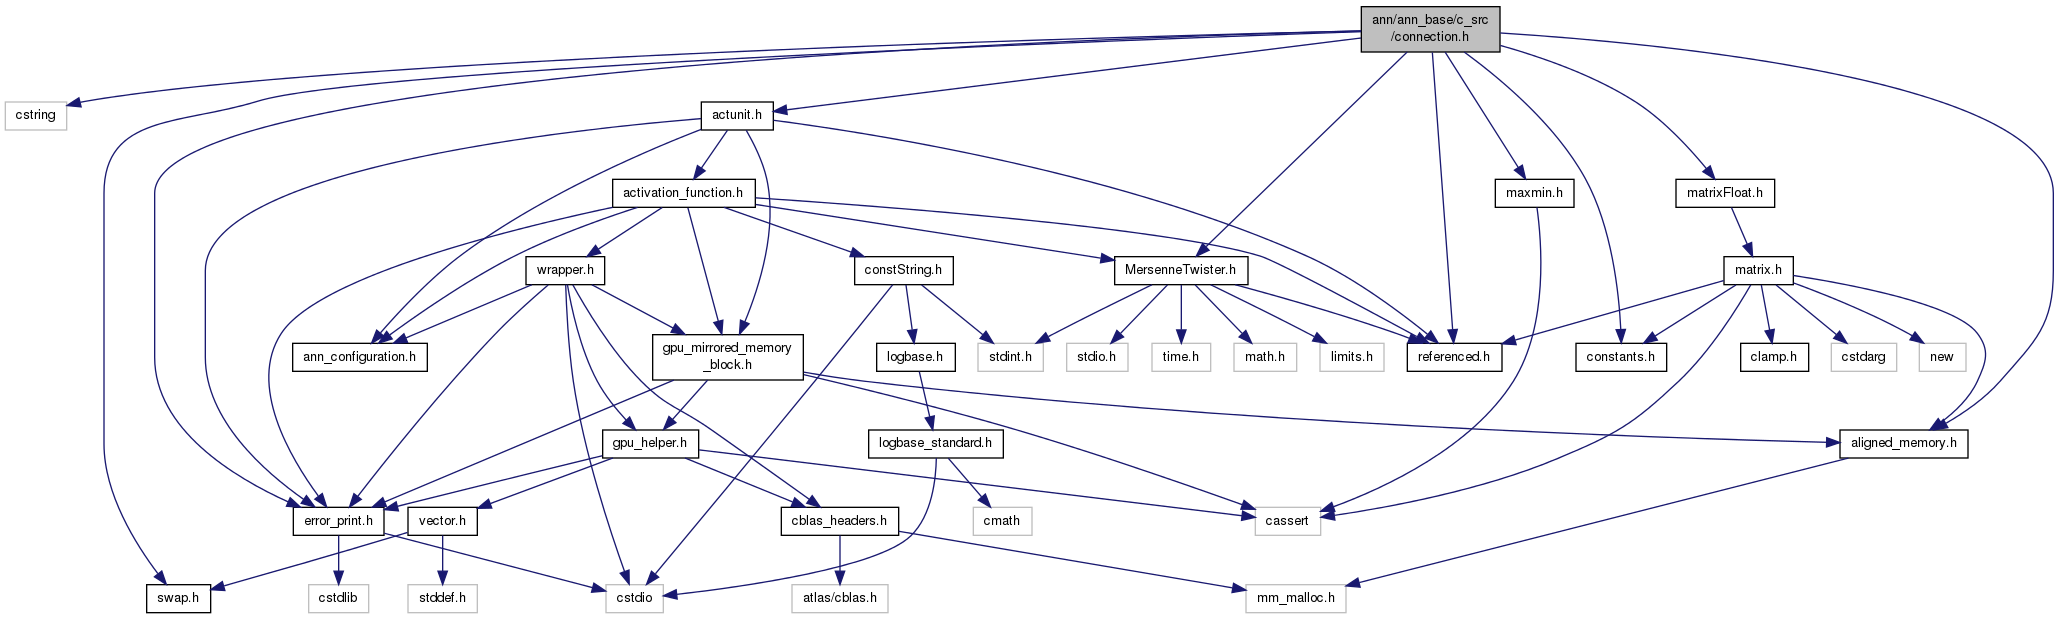 ann/ann_base/c_src
/connection.h
cstring
actunit.h
activation_function.h
maxmin.h
matrixFloat.h
wrapper.h
constString.h
MersenneTwister.h
matrix.h
ann_configuration.h
gpu_mirrored_memory
_block.h
logbase.h
stdint.h
stdio.h
time.h
math.h
limits.h
referenced.h
constants.h
clamp.h
cstdarg
new
gpu_helper.h
logbase_standard.h
aligned_memory.h
error_print.h
vector.h
cblas_headers.h
cmath
cassert
swap.h
cstdlib
stddef.h
cstdio
atlas/cblas.h
mm_malloc.h